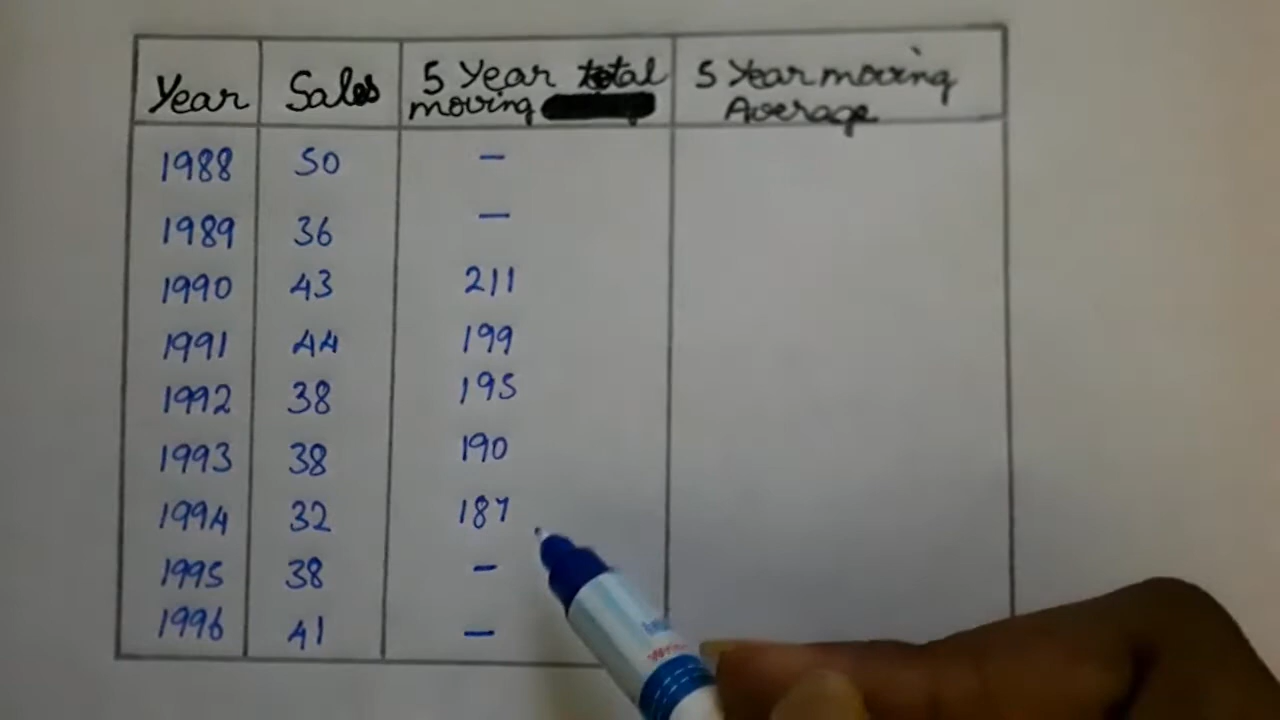 Year Sales 5 Year total moving 5 Year moving Average
1988 50 –
1989 36 –
1990 43 211
1991 44 199
1992 38 195
1993 38 190
1994 32 187
1995 38 –
1996 41 –